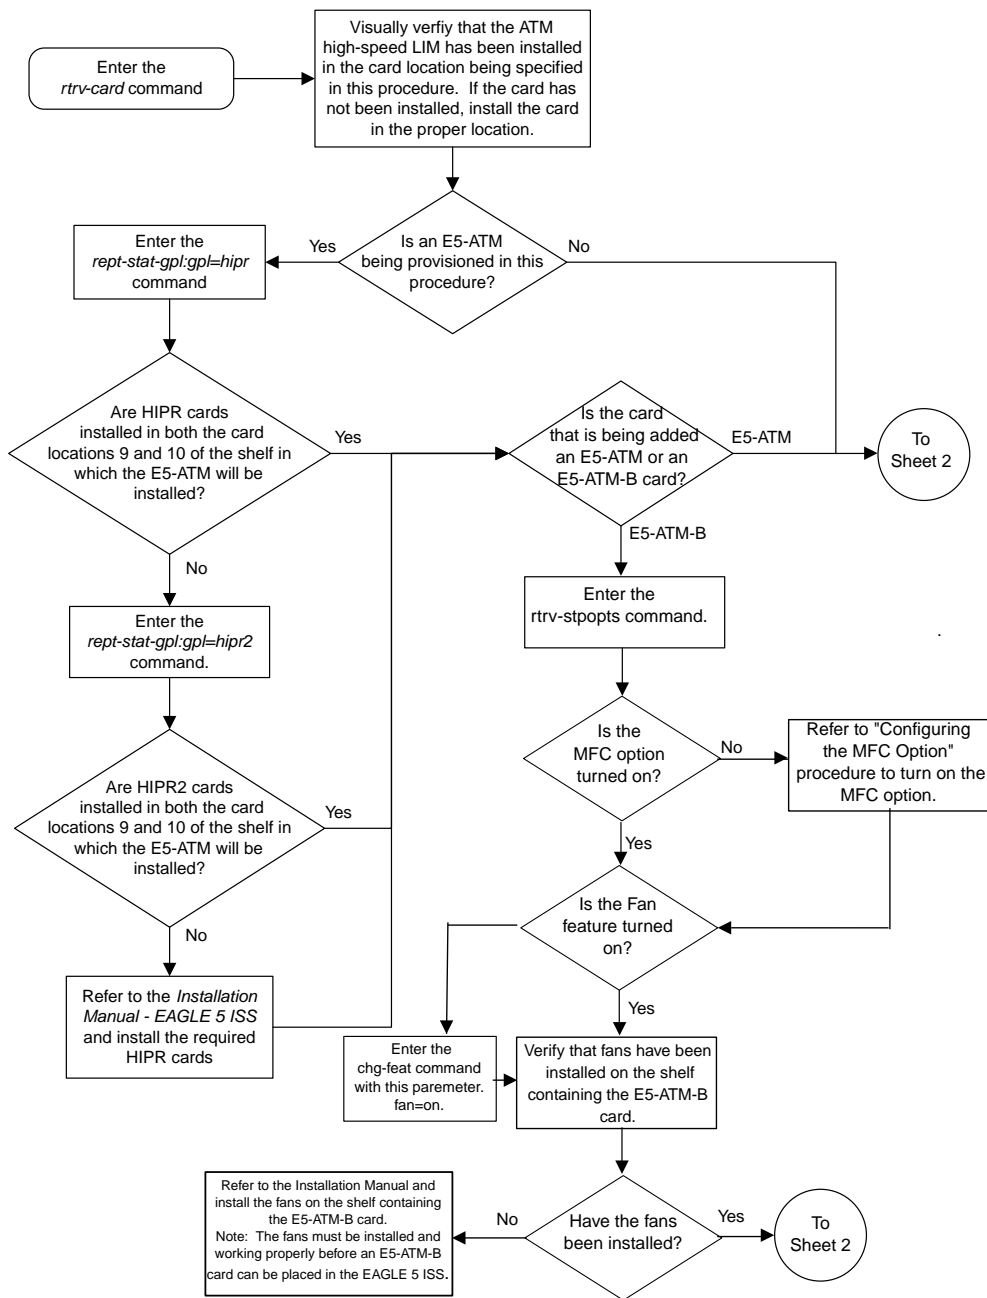 Enter the
rtrv-card command
Visually verfiy that the ATM
high-speed LIM has been installed
in the card location being specified
in this procedure. If the card has
not been installed, install the card
in the proper location.
Is an E5-ATM
being provisioned in this
procedure?
Yes
No
Enter the
rept-stat-gpl:gpl=hipr
command
Are HIPR cards
installed in both the card
locations 9 and 10 of the shelf in
which the E5-ATM will be
installed?
Yes
No
Is the card
that is being added
an E5-ATM or an
E5-ATM-B card?
E5-ATM
E5-ATM-B
To
Sheet 2
Enter the
rept-stat-gpl:gpl=hipr2
command.
Enter the
rtrv-stpopts command.
.
Are HIPR2 cards
installed in both the card
locations 9 and 10 of the shelf in
which the E5-ATM will be
installed?
Yes
No
Is the
MFC option
turned on?
No
Yes
Refer to "Configuring
the MFC Option"
procedure to turn on the
MFC option.
Is the Fan
feature turned
on?
Yes
Refer to the Installation
Manual - EAGLE 5 ISS
and install the required
HIPR cards
Enter the
chg-feat command
with this paremeter.
fan=on.
Verify that fans have been
installed on the shelf
containing the E5-ATM-B
card.
Refer to the Installation Manual and
install the fans on the shelf containing
the E5-ATM-B card.
Note: The fans must be installed and
working properly before an E5-ATM-B
card can be placed in the EAGLE 5 ISS.
No
Have the fans
been installed?
Yes
To
Sheet 2